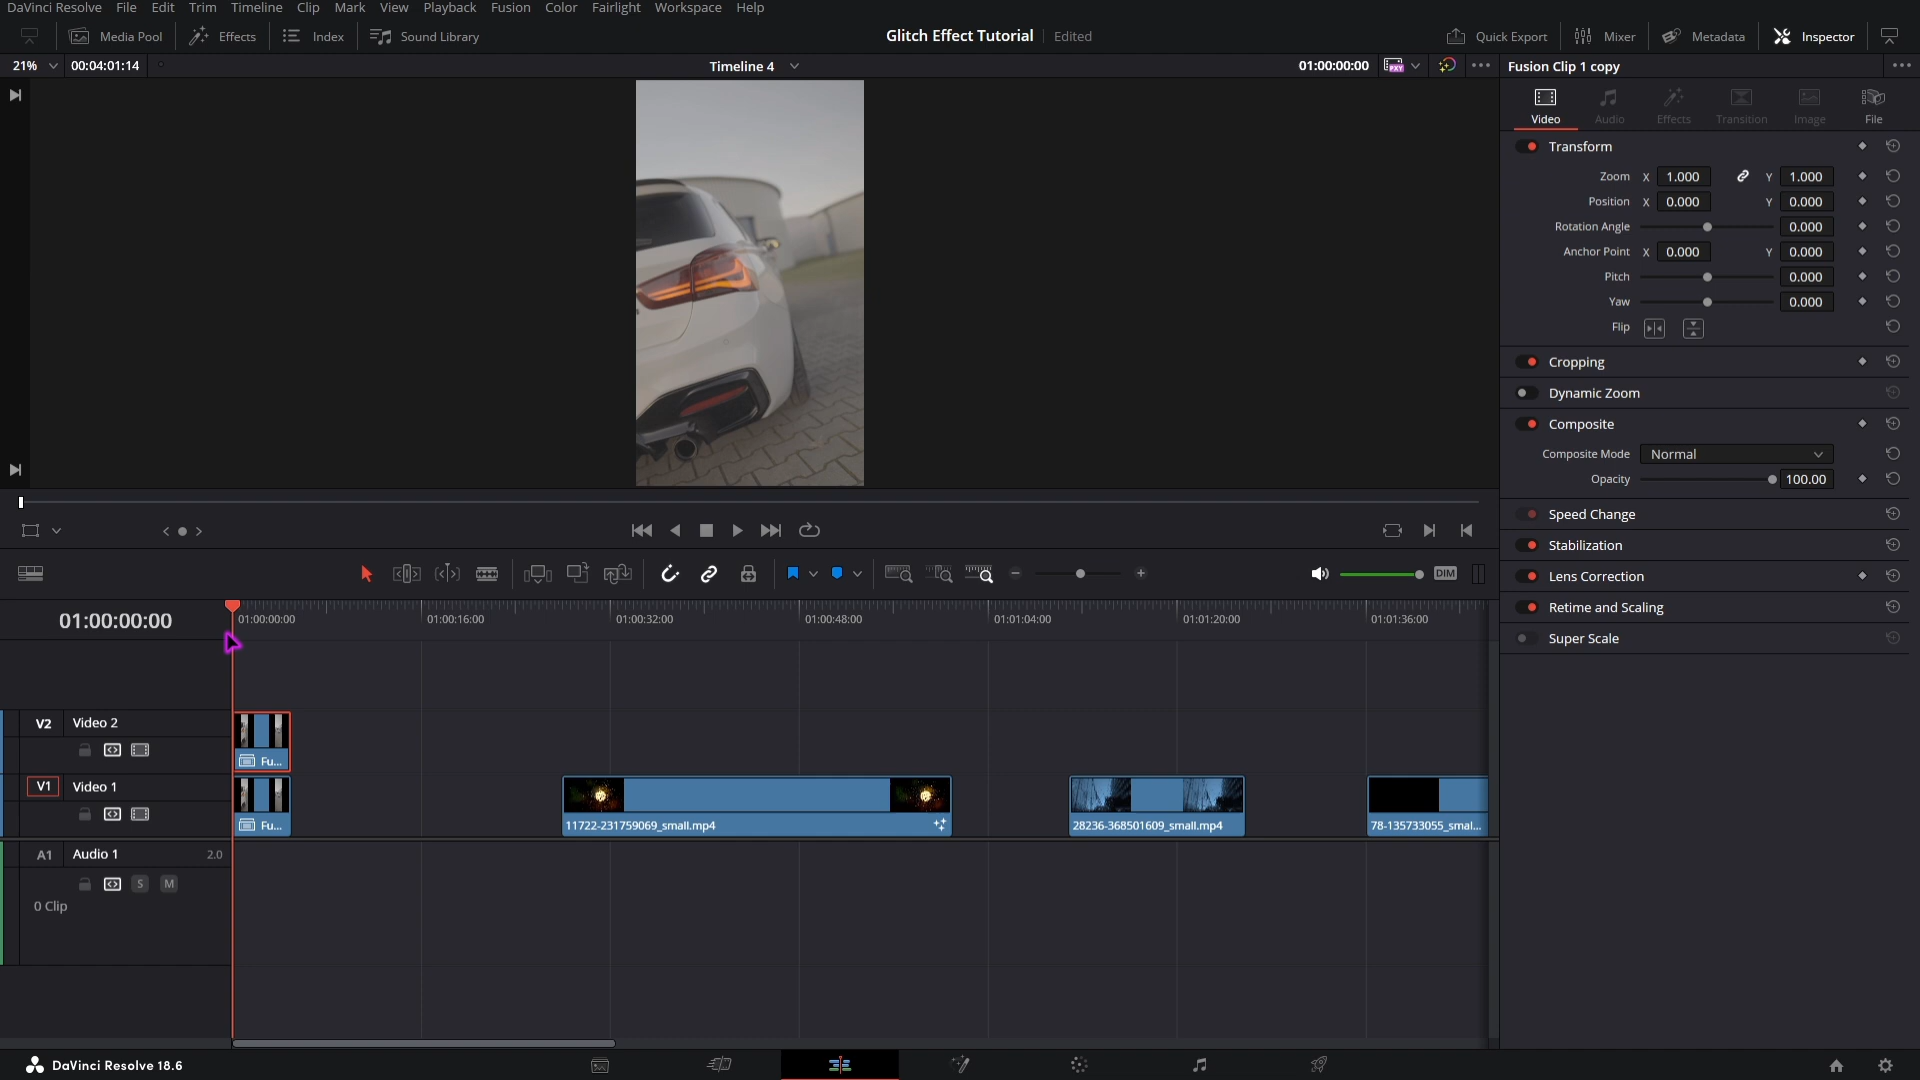 DaVinci Resolve File Edit Trim Timeline Clip Mark View Playback Fusion Color Fairlight Workspace Help
Media Pool Effects Index Sound Library Glitch Effect Tutorial Edited Quick Export Mixer Metadata Inspector
21% 00:04:01:14 Timeline 4 01:00:00:00 PXY Fusion Clip 1 copy
Video Audio Effects Transition Image File
Transform
Zoom X 1.000 Y 1.000
Position X 0.000 Y 0.000
Rotation Angle 0.000
Anchor Point X 0.000 Y 0.000
Pitch 0.000
Yaw 0.000
Flip
Cropping
Dynamic Zoom
Composite
Composite Mode Normal
Opacity 100.00
Speed Change
Stabilization
Lens Correction
Retime and Scaling
Super Scale
DIM
01:00:00:00 01:00:00:00 01:00:16:00 01:00:32:00 01:00:48:00 01:01:04:00 01:01:20:00 01:01:36:00
V2 Video 2
Fu...
V1 Video 1
Fu... 11722-231759069_small.mp4 28236-368501609_small.mp4 78-135733055_smal...
A1 Audio 1 2.0
S M
0 Clip
DaVinci Resolve 18.6